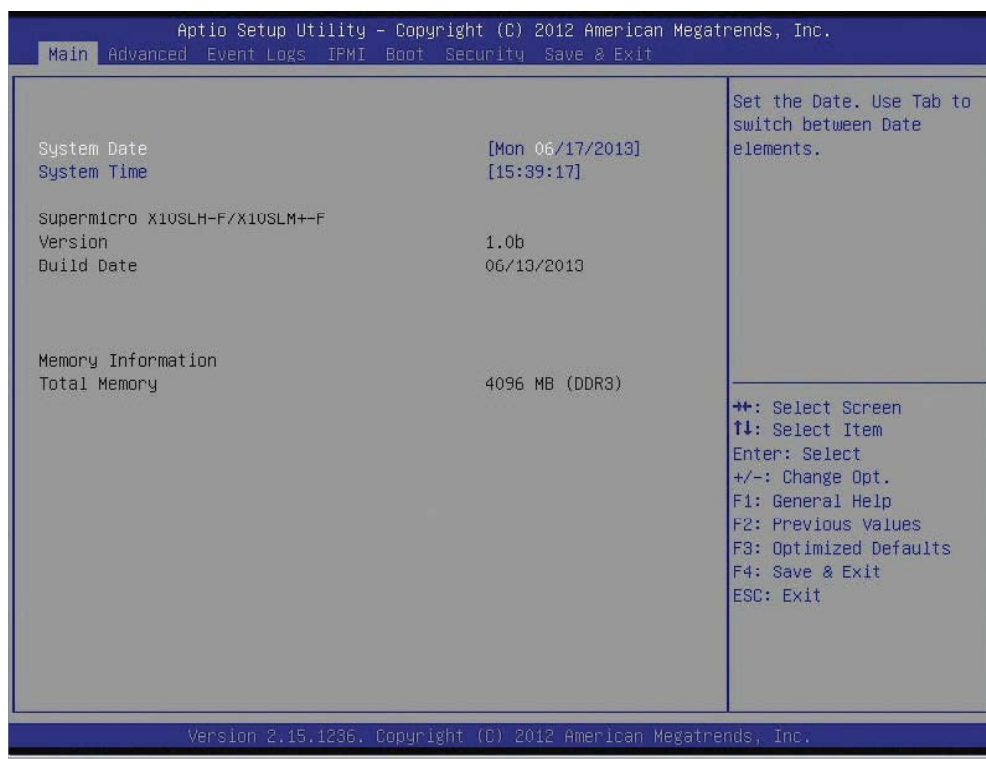 Aptio Setup Utility – Copyright (C) 2012 American Megatrends, Inc.
Main Advanced Event Logs IPMI Boot Security Save & Exit
Set the Date. Use Tab to
switch between Date
elements.
System Date [Mon 06/17/2013]
System Time [15:39:17]
Supermicro X10SLH-F/X10SLM+-F
Version 1.0b
Build Date 06/13/2013
Memory Information
Total Memory 4096 MB (DDR3)
→←: Select Screen
↑↓: Select Item
Enter: Select
+/-: Change Opt.
F1: General Help
F2: Previous Values
F3: Optimized Defaults
F4: Save & Exit
ESC: Exit
Version 2.15.1236. Copyright (C) 2012 American Megatrends, Inc.